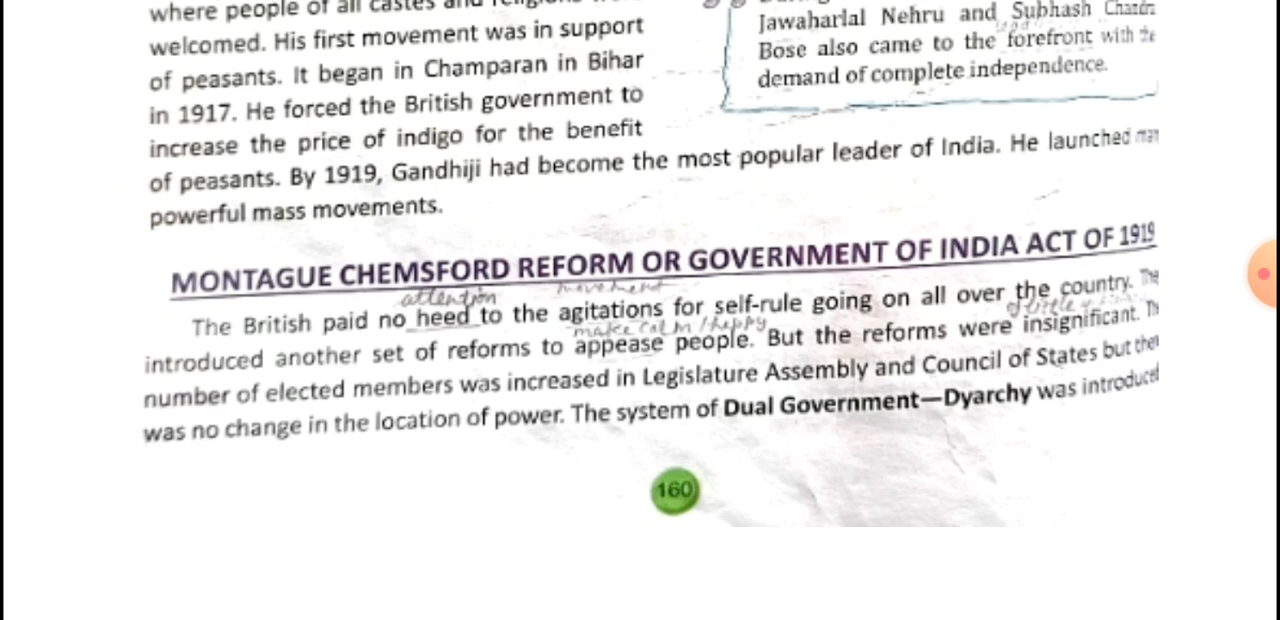 where people of all castes and
welcomed. His first movement was in support
of peasants. It began in Champaran in Bihar
in 1917. He forced the British government to
increase the price of indigo for the benefit
Jawaharlal Nehru and Subhash
Bose also came to the forefront with
demand of complete independence.
of peasants. By 1919, Gandhiji had become the most popular leader of India. He launched
powerful mass movements.
MONTAGUE CHEMSFORD REFORM OR GOVERNMENT OF INDIA ACT OF 1919
attention movement
The British paid no heed to the agitations for self-rule going on all over the country.
make calm/happy of little
introduced another set of reforms to appease people. But the reforms were insignificant.
number of elected members was increased in Legislature Assembly and Council of States but
was no change in the location of power. The system of Dual Government—Dyarchy was introduced
160